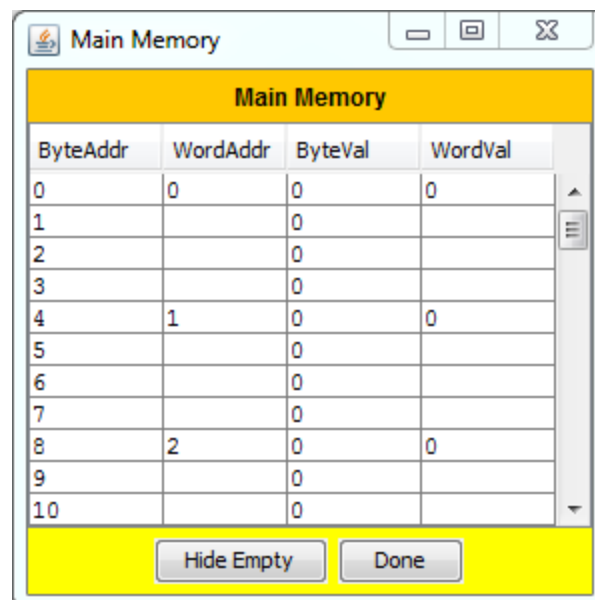 Main Memory
Main Memory
ByteAddr WordAddr ByteVal WordVal
0 0 0 0
1 0
2 0
3 0
4 1 0 0
5 0
6 0
7 0
8 2 0 0
9 0
10 0
Hide Empty Done